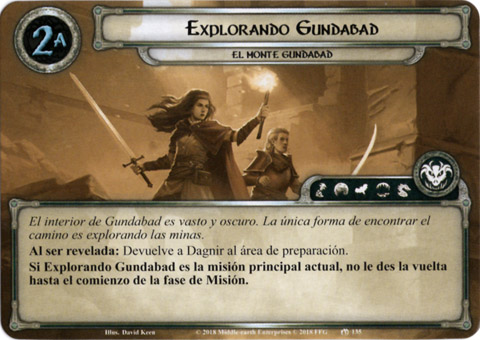 2A
Explorando Gundabad
El Monte Gundabad
El interior de Gundabad es vasto y oscuro. La única forma de encontrar el
camino es explorando las minas.
Al ser revelada: Devuelve a Dagnir al área de preparación.
Si Explorando Gundabad es la misión principal actual, no le des la vuelta
hasta el comienzo de la fase de Misión.
Illus. David Keen © 2018 Middle-earth Enterprises © 2018 FFG 135